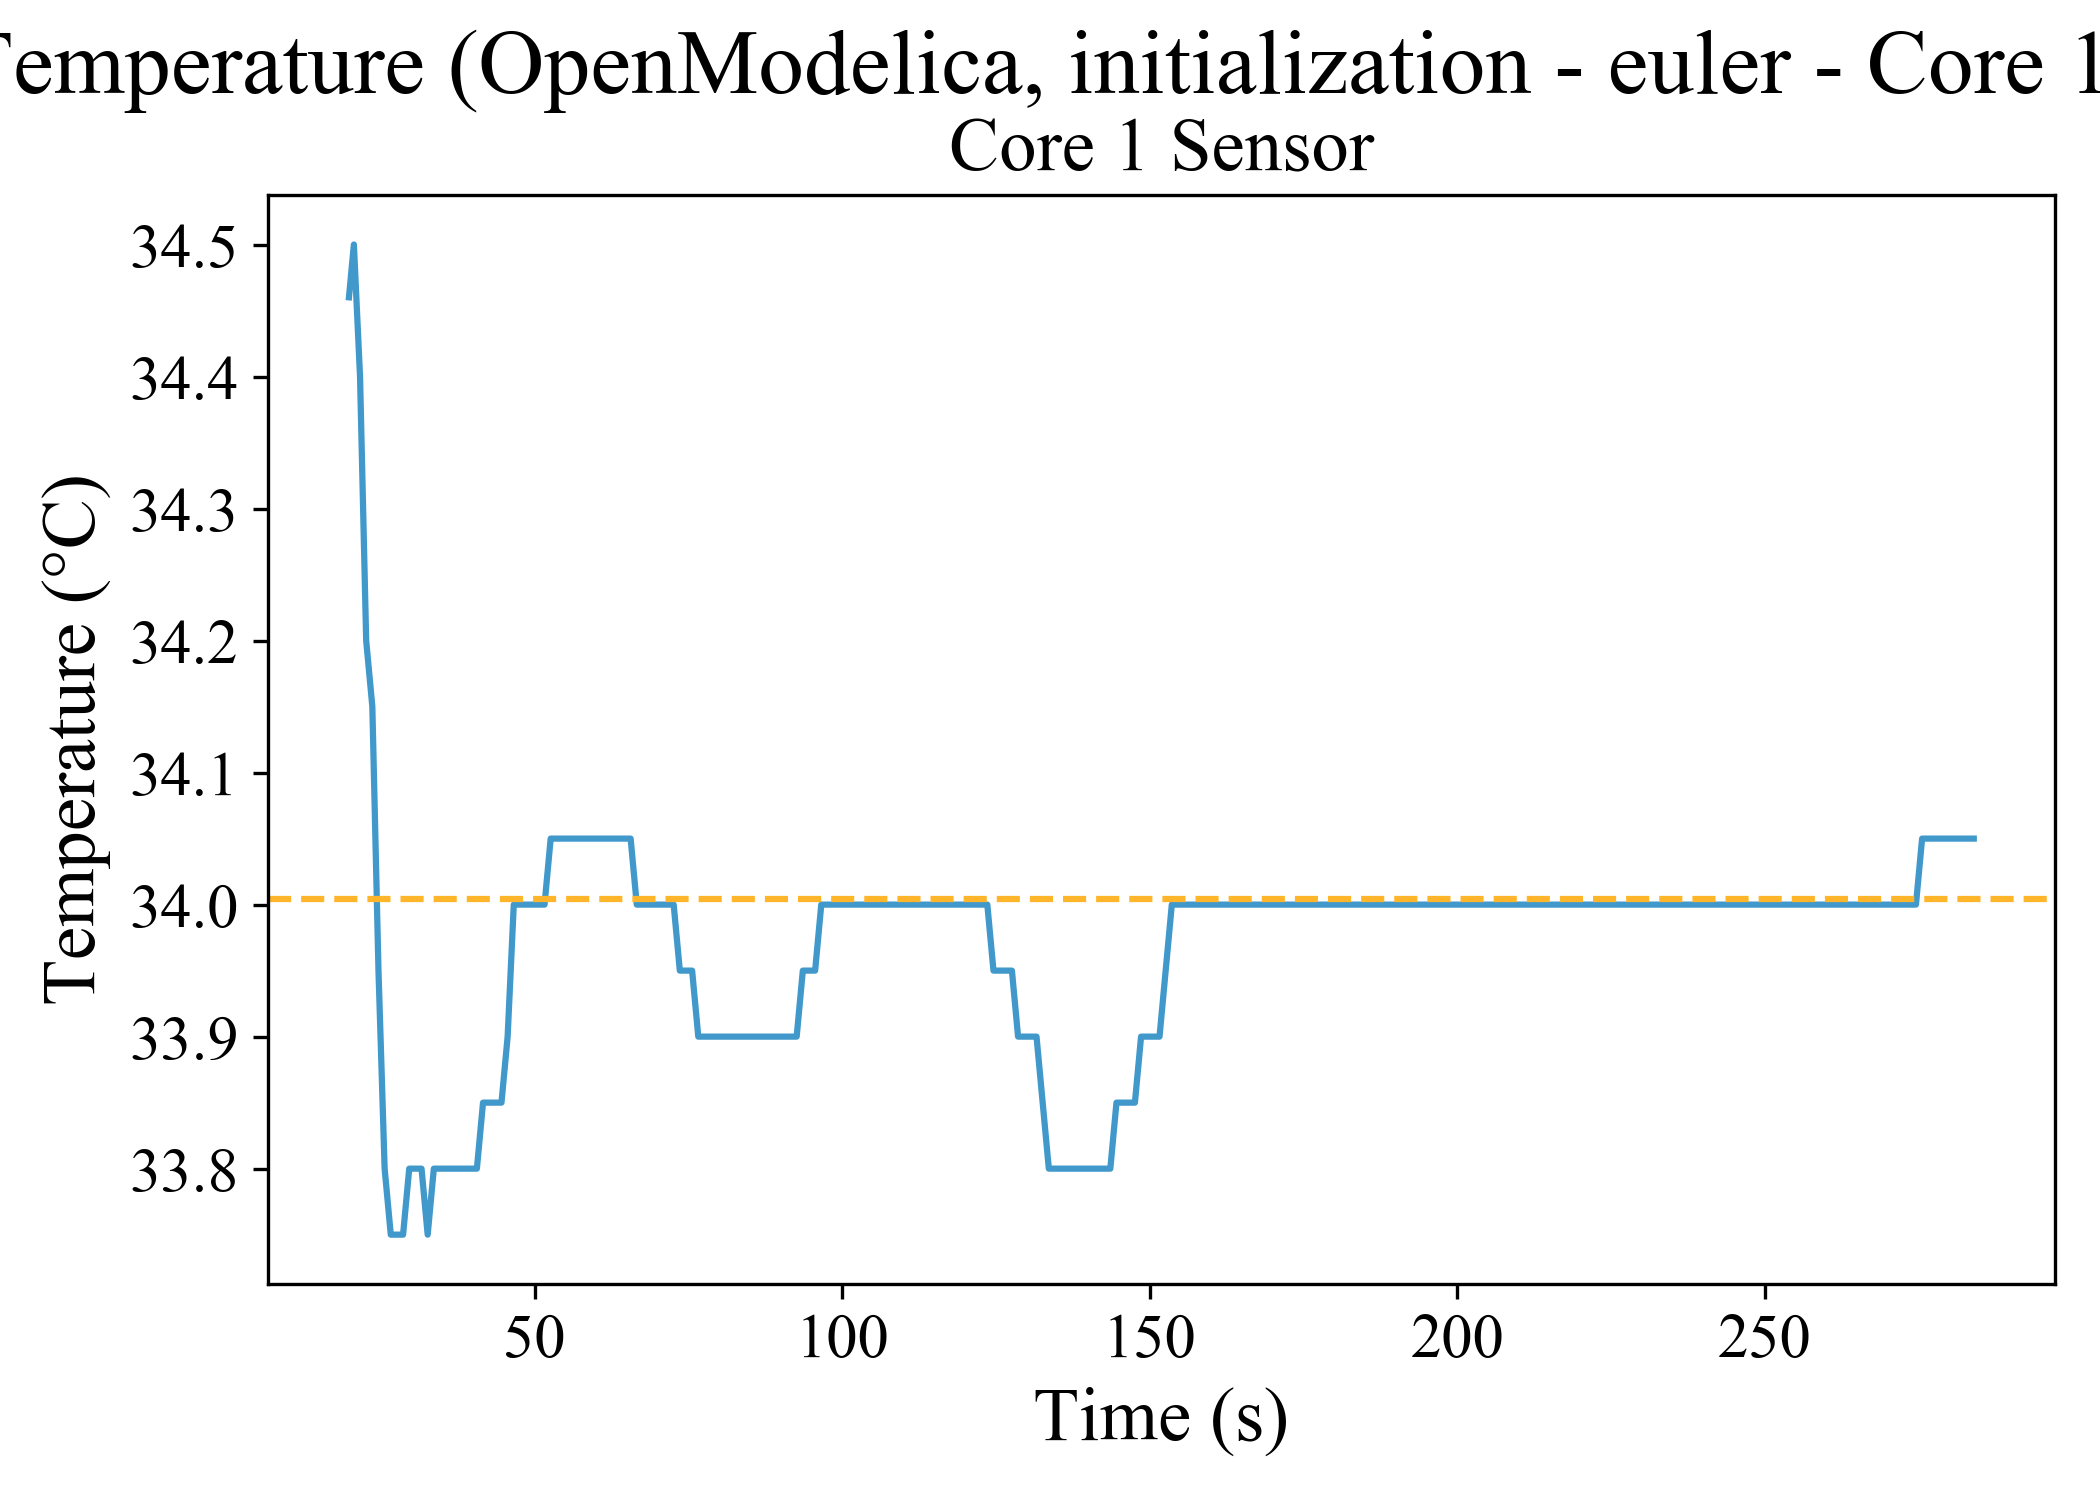 Temperature (OpenModelica, initialization - euler - Core 1
Core 1 Sensor
34.5
34.4
34.3
34.2
34.1
34.0
33.9
33.8
Temperature (°C)
50 100 150 200 250
Time (s)